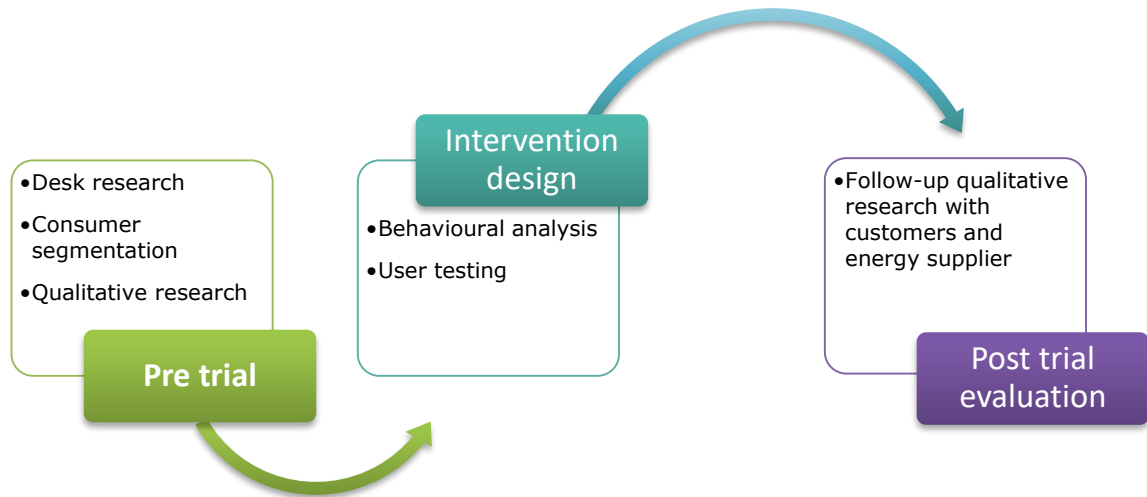 •Desk research
•Consumer
segmentation
•Qualitative research
Pre trial
Intervention
design
•Behavioural analysis
•User testing
•Follow-up qualitative
research with
customers and
energy supplier
Post trial
evaluation